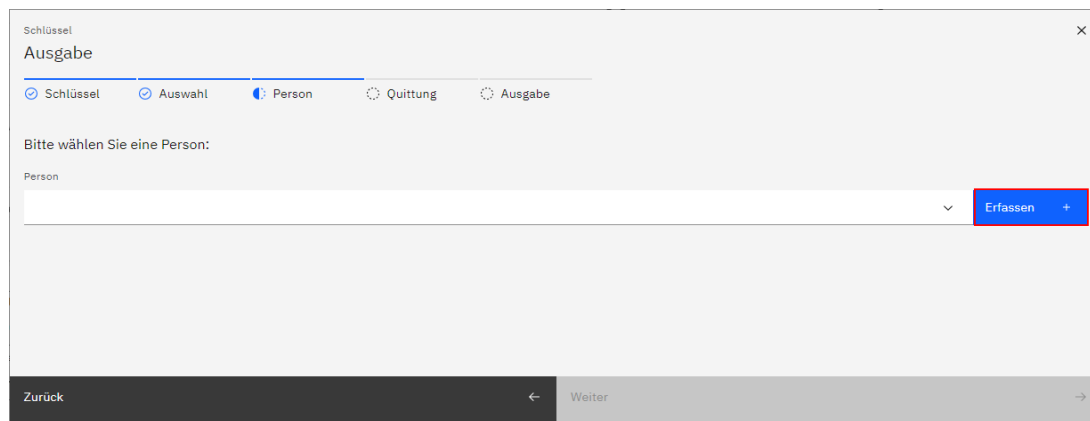 Schlüssel
Ausgabe
Schlüssel Auswahl Person Quittung Ausgabe
Bitte wählen Sie eine Person:
Person
Erfassen +
Zurück ← Weiter →